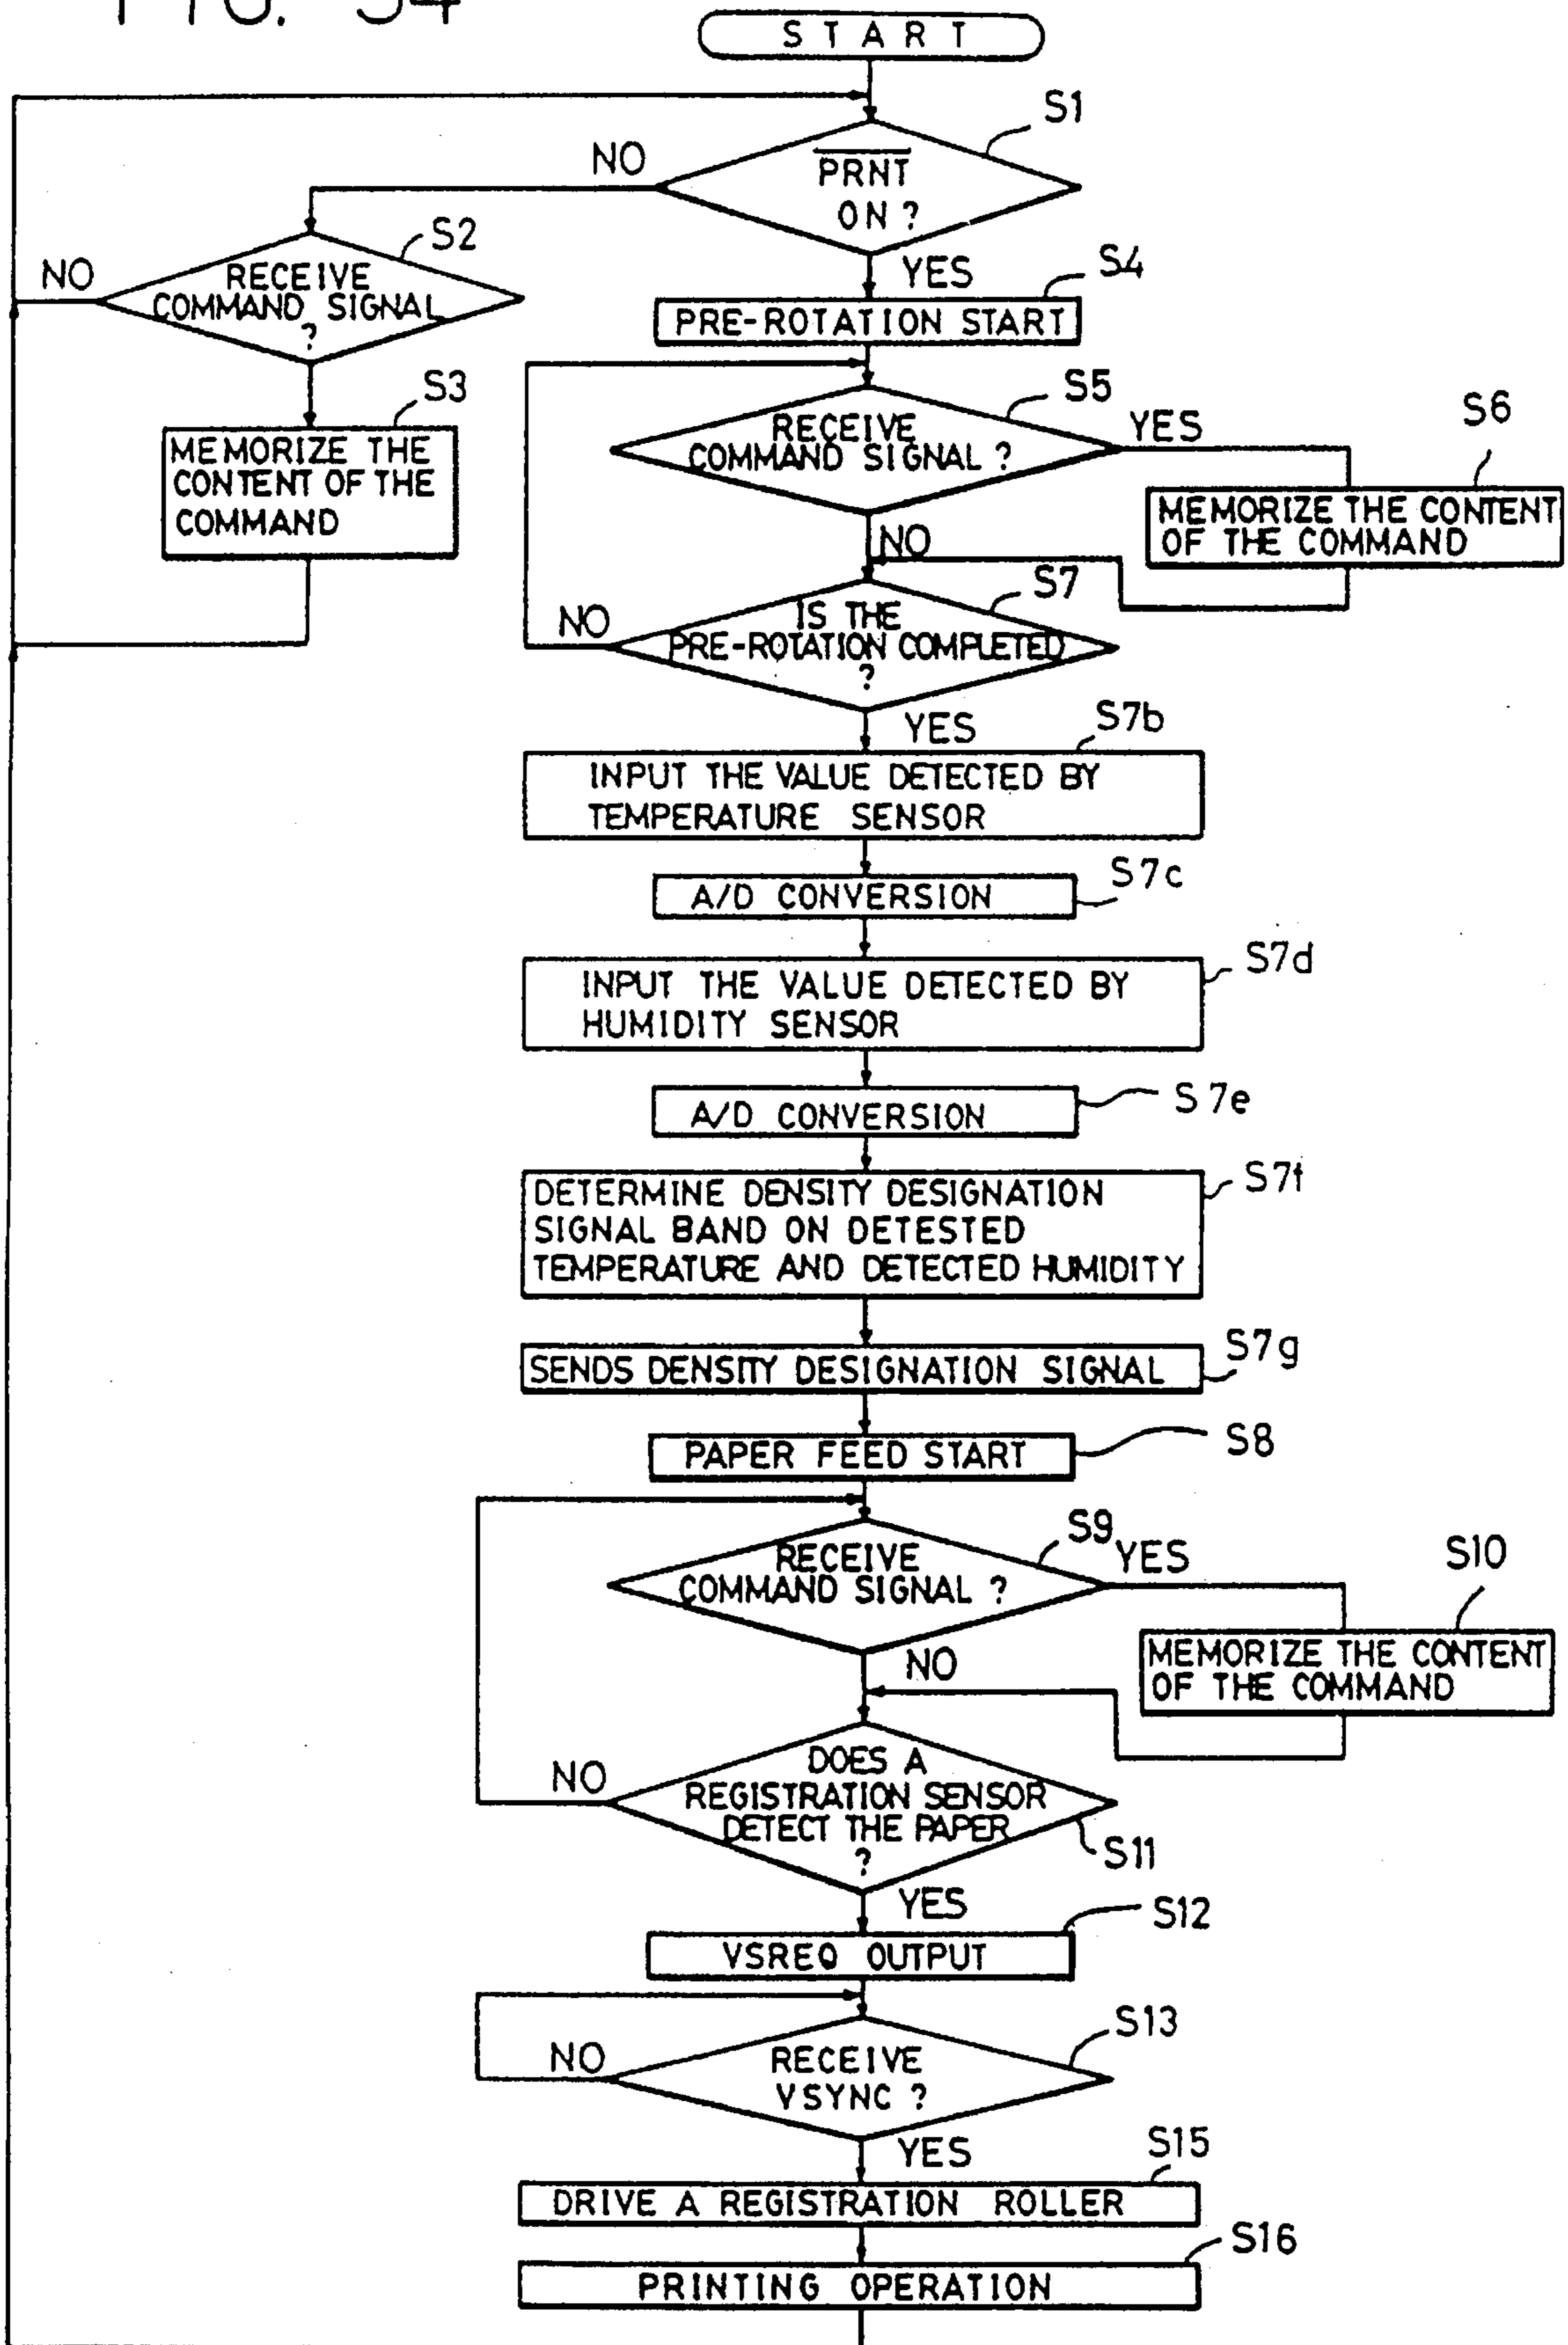 FIG. 34
START
S1
PRNT
ON ?
NO
YES
S2
RECEIVE
COMMAND SIGNAL
?
NO
S3
MEMORIZE THE
CONTENT OF THE
COMMAND
S4
PRE-ROTATION START
S5
RECEIVE
COMMAND SIGNAL ?
YES
NO
S6
MEMORIZE THE CONTENT
OF THE COMMAND
S7
IS THE
PRE-ROTATION COMPLETED
?
NO
YES
S7b
INPUT THE VALUE DETECTED BY
TEMPERATURE SENSOR
S7c
A/D CONVERSION
S7d
INPUT THE VALUE DETECTED BY
HUMIDITY SENSOR
S7e
A/D CONVERSION
S7f
DETERMINE DENSITY DESIGNATION
SIGNAL BAND ON DETESTED
TEMPERATURE AND DETECTED HUMIDITY
S7g
SENDS DENSITY DESIGNATION SIGNAL
S8
PAPER FEED START
S9
RECEIVE
COMMAND SIGNAL ?
YES
NO
S10
MEMORIZE THE CONTENT
OF THE COMMAND
DOES A
REGISTRATION SENSOR
DETECT THE PAPER
?
NO
S11
YES
S12
VSREQ OUTPUT
S13
RECEIVE
VSYNC ?
NO
YES
S15
DRIVE A REGISTRATION ROLLER
S16
PRINTING OPERATION